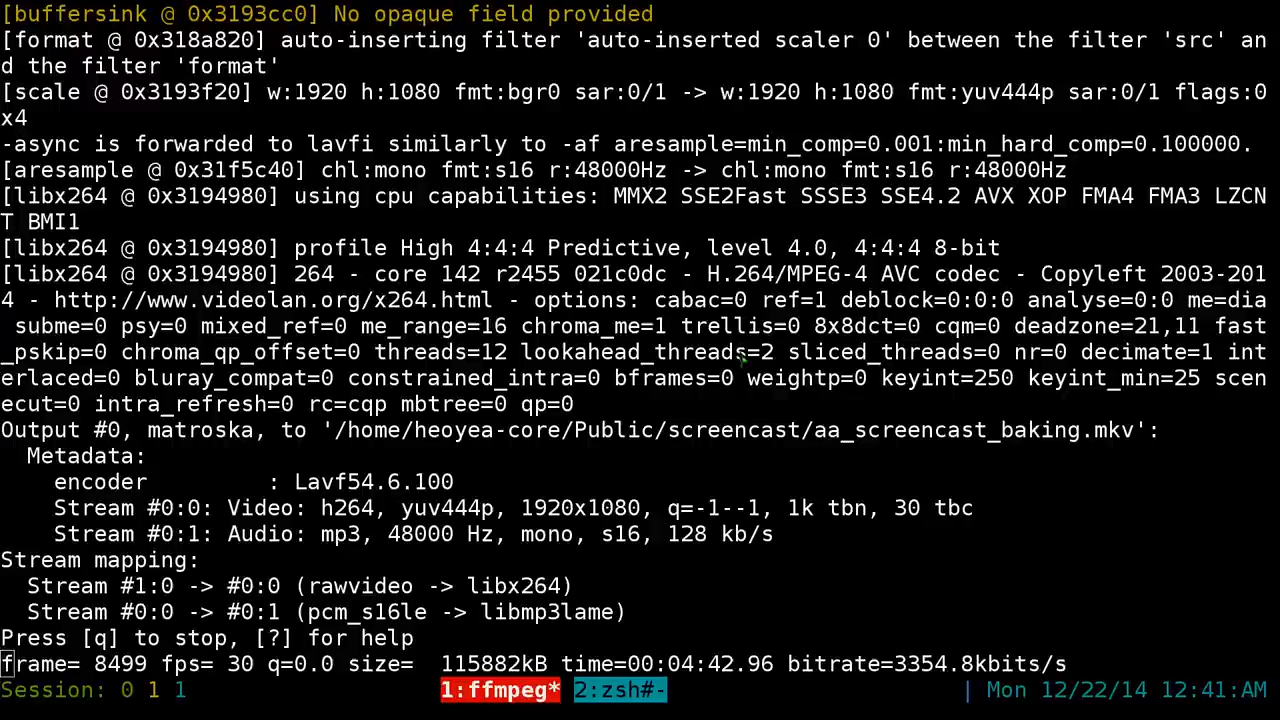 [buffersink @ 0x3193cc0] No opaque field provided
[format @ 0x318a820] auto-inserting filter 'auto-inserted scaler 0' between the filter 'src' an
d the filter 'format'
[scale @ 0x3193f20] w:1920 h:1080 fmt:bgr0 sar:0/1 -> w:1920 h:1080 fmt:yuv444p sar:0/1 flags:0
x4
-async is forwarded to lavfi similarly to -af aresample=min_comp=0.001:min_hard_comp=0.100000.
[aresample @ 0x31f5c40] chl:mono fmt:s16 r:48000Hz -> chl:mono fmt:s16 r:48000Hz
[libx264 @ 0x3194980] using cpu capabilities: MMX2 SSE2Fast SSSE3 SSE4.2 AVX XOP FMA4 FMA3 LZCN
T BMI1
[libx264 @ 0x3194980] profile High 4:4:4 Predictive, level 4.0, 4:4:4 8-bit
[libx264 @ 0x3194980] 264 - core 142 r2455 021c0dc - H.264/MPEG-4 AVC codec - Copyleft 2003-201
4 - http://www.videolan.org/x264.html - options: cabac=0 ref=1 deblock=0:0:0 analyse=0:0 me=dia
 subme=0 psy=0 mixed_ref=0 me_range=16 chroma_me=1 trellis=0 8x8dct=0 cqm=0 deadzone=21,11 fast
_pskip=0 chroma_qp_offset=0 threads=12 lookahead_threads=2 sliced_threads=0 nr=0 decimate=1 int
erlaced=0 bluray_compat=0 constrained_intra=0 bframes=0 weightp=0 keyint=250 keyint_min=25 scen
ecut=0 intra_refresh=0 rc=cqp mbtree=0 qp=0
Output #0, matroska, to '/home/heoyea-core/Public/screencast/aa_screencast_baking.mkv':
  Metadata:
    encoder         : Lavf54.6.100
    Stream #0:0: Video: h264, yuv444p, 1920x1080, q=-1--1, 1k tbn, 30 tbc
    Stream #0:1: Audio: mp3, 48000 Hz, mono, s16, 128 kb/s
Stream mapping:
  Stream #1:0 -> #0:0 (rawvideo -> libx264)
  Stream #0:0 -> #0:1 (pcm_s16le -> libmp3lame)
Press [q] to stop, [?] for help
frame= 8499 fps= 30 q=0.0 size=  115882kB time=00:04:42.96 bitrate=3354.8kbits/s
Session: 0 1 1 1:ffmpeg* 2:zsh#- | Mon 12/22/14 12:41:AM